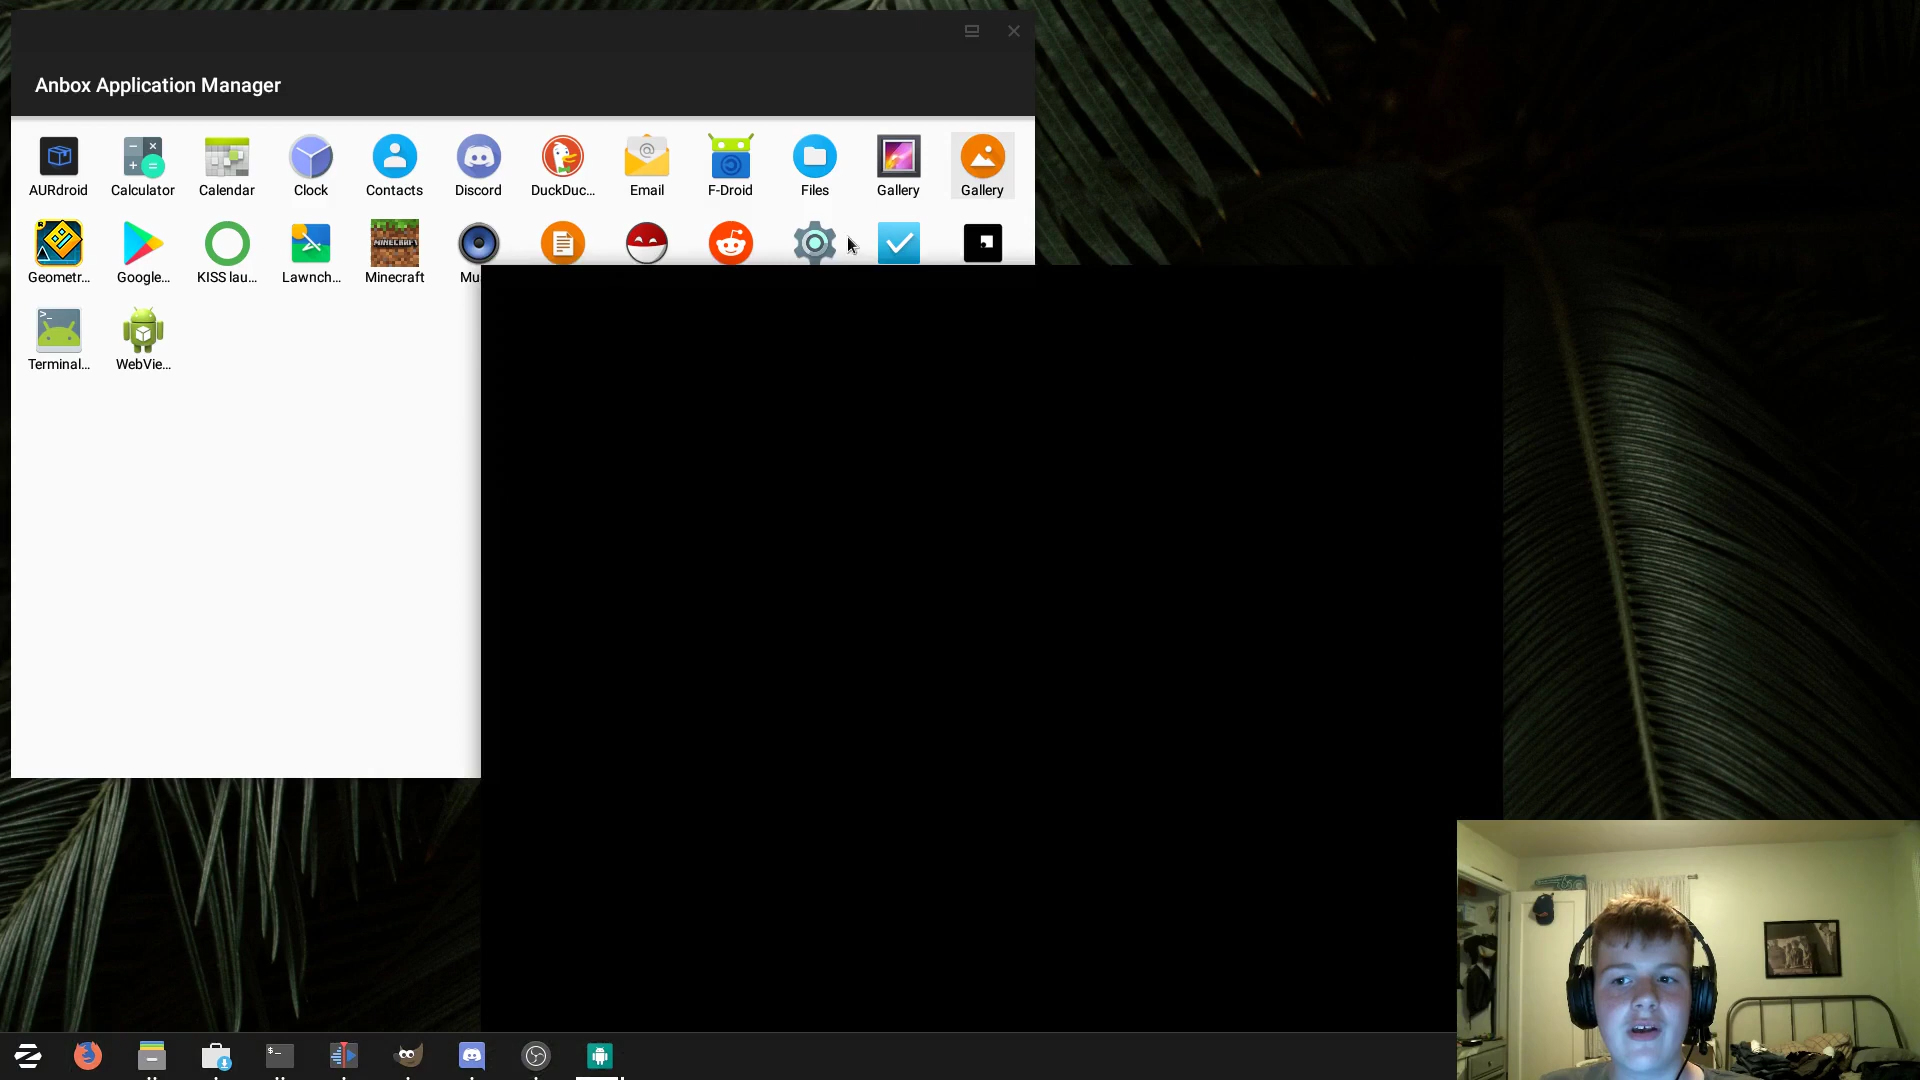 Anbox Application Manager
AURdroid Calculator Calendar Clock Contacts Discord DuckDuc... Email F-Droid Files Gallery Gallery
MINECRAFT
Geometr... Google... KISS lau... Lawnch... Minecraft Mu
>_
Terminal... WebVie...
$-